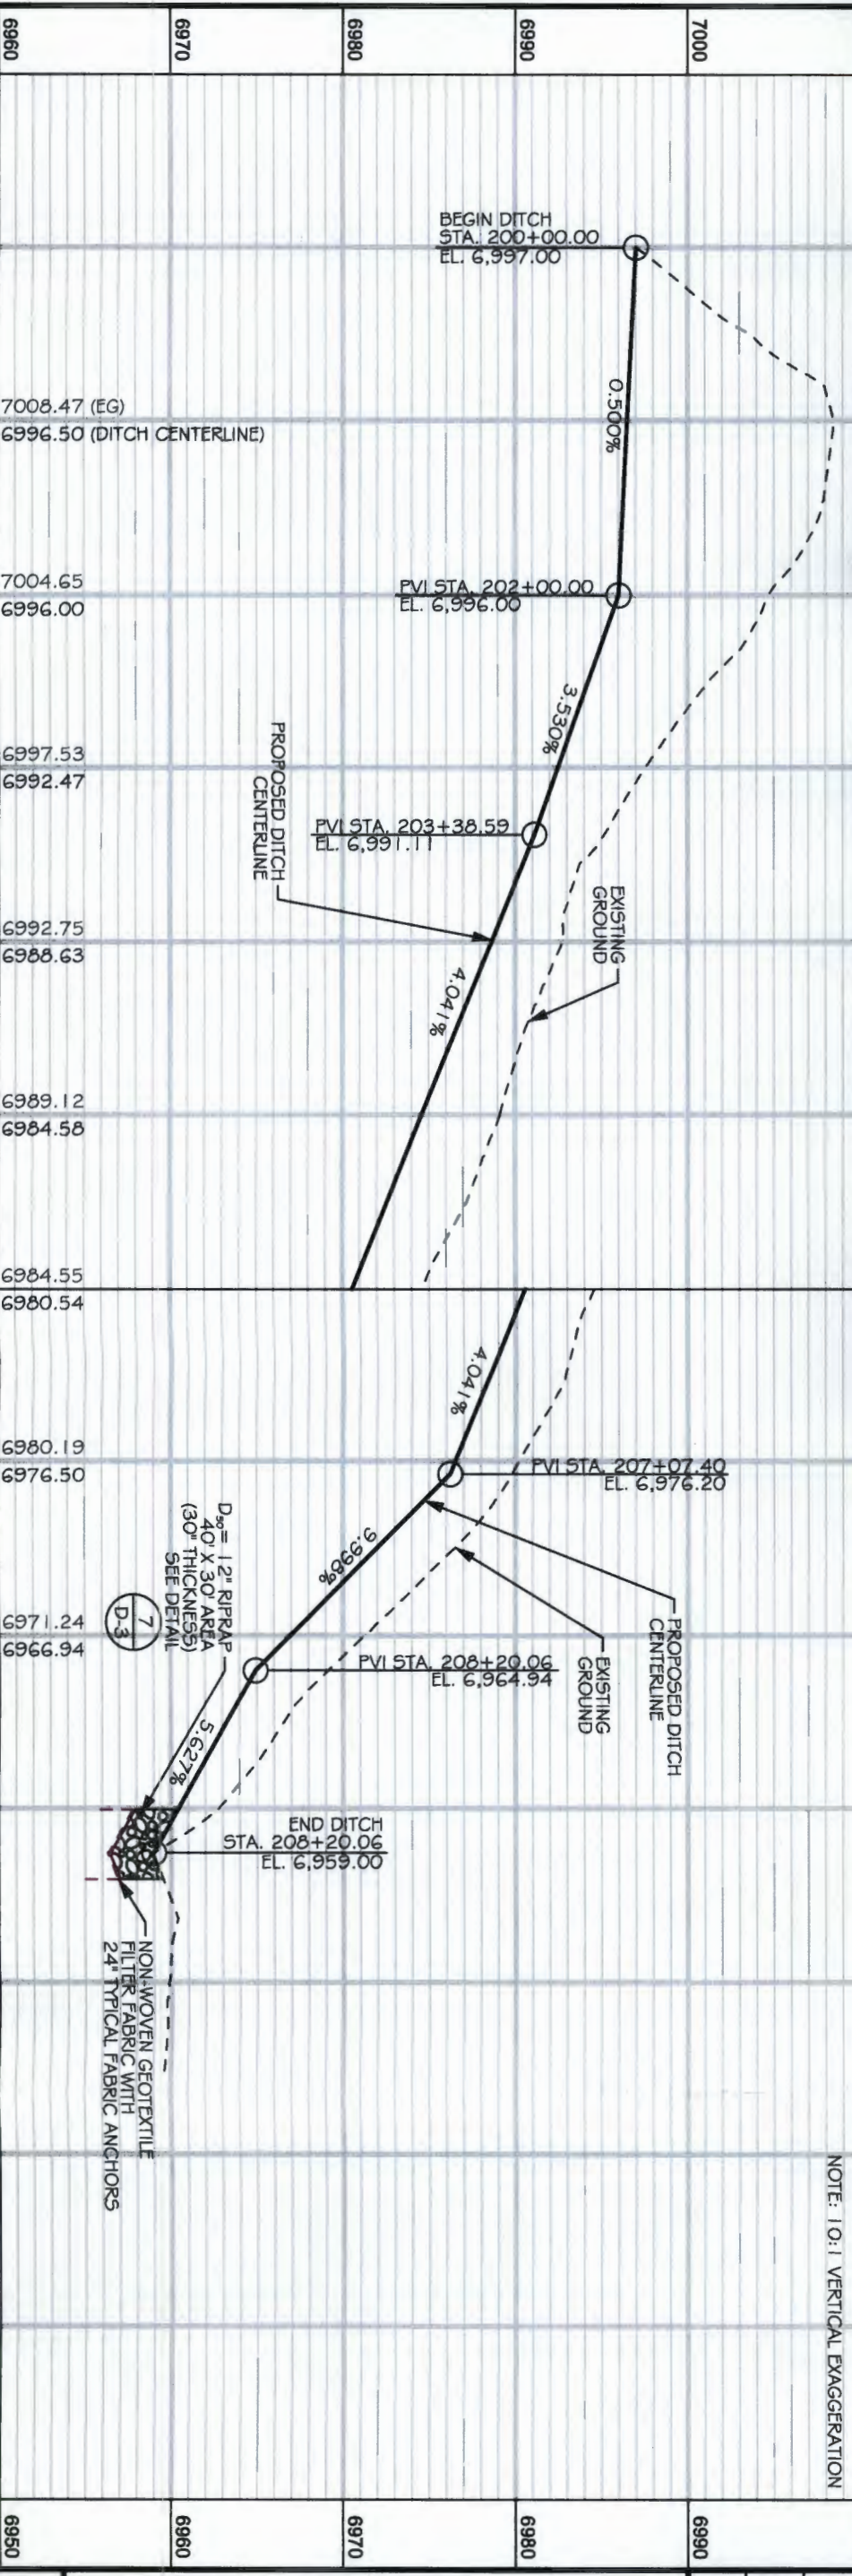 6960
6970
6980
6990
7000
BEGIN DITCH
STA. 200+00.00
EL. 6,997.00
0.500%
7008.47 (EG)
6996.50 (DITCH CENTERLINE)
7004.65
6996.00
PVI STA. 202+00.00
EL. 6,996.00
3.530%
6997.53
6992.47
PROPOSED DITCH
CENTERLINE
PVI STA. 203+38.59
EL. 6,991.11
EXISTING
GROUND
6992.75
6988.63
4.041%
6989.12
6984.58
6984.55
6980.54
4.041%
6980.19
6976.50
PVI STA. 207+07.40
EL. 6,976.20
9.998%
D50= 12" RIPRAP
40' X 30' AREA
(30" THICKNESS)
SEE DETAIL
7
D-3
6971.24
6966.94
PROPOSED DITCH
CENTERLINE
EXISTING
GROUND
PVI STA. 208+20.06
EL. 6,964.94
5.627%
END DITCH
STA. 208+20.06
EL. 6,959.00
NON-WOVEN GEOTEXTILE
FILTER FABRIC WITH
24" TYPICAL FABRIC ANCHORS
NOTE: 10:1 VERTICAL EXAGGERATION
6950
6960
6970
6980
6990